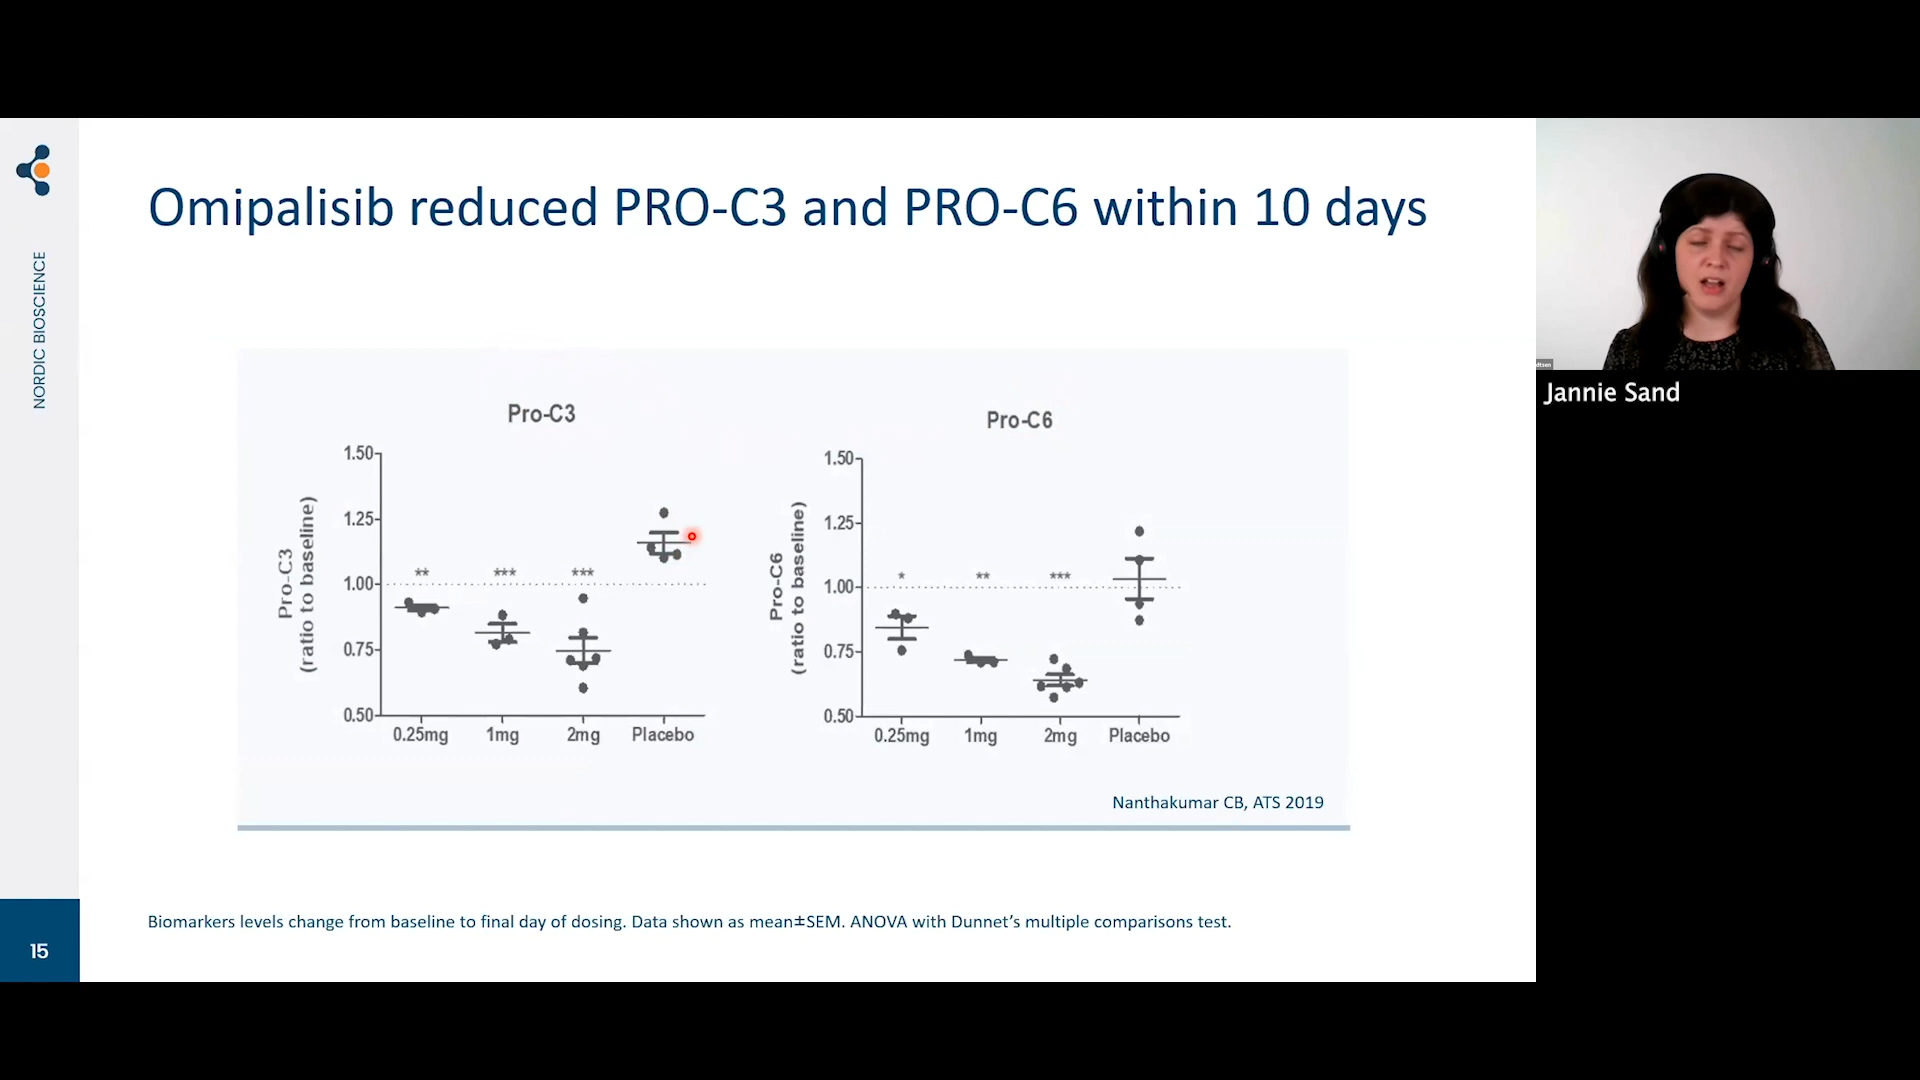 NORDIC BIOSCIENCE
Omipalisib reduced PRO-C3 and PRO-C6 within 10 days
Pro-C3
Pro-C3
(ratio to baseline)
1.50
1.25
1.00
0.75
0.50
** *** ***
0.25mg 1mg 2mg Placebo
Pro-C6
Pro-C6
(ratio to baseline)
1.50
1.25
1.00
0.75
0.50
* ** ***
0.25mg 1mg 2mg Placebo
Nanthakumar CB, ATS 2019
Biomarkers levels change from baseline to final day of dosing. Data shown as mean±SEM. ANOVA with Dunnet’s multiple comparisons test.
15
Jannie Sand